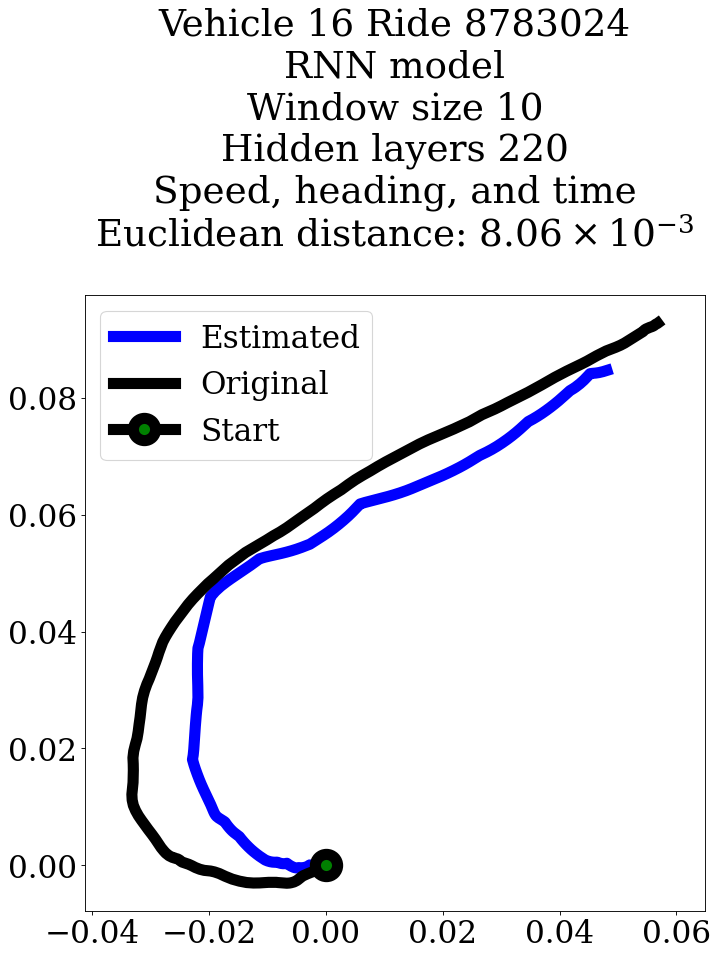 Vehicle 16 Ride 8783024
RNN model
Window size 10
Hidden layers 220
Speed, heading, and time
Euclidean distance: 8.06 × 10⁻³
Estimated
Original
Start
0.08
0.06
0.04
0.02
0.00
−0.04 −0.02 0.00 0.02 0.04 0.06